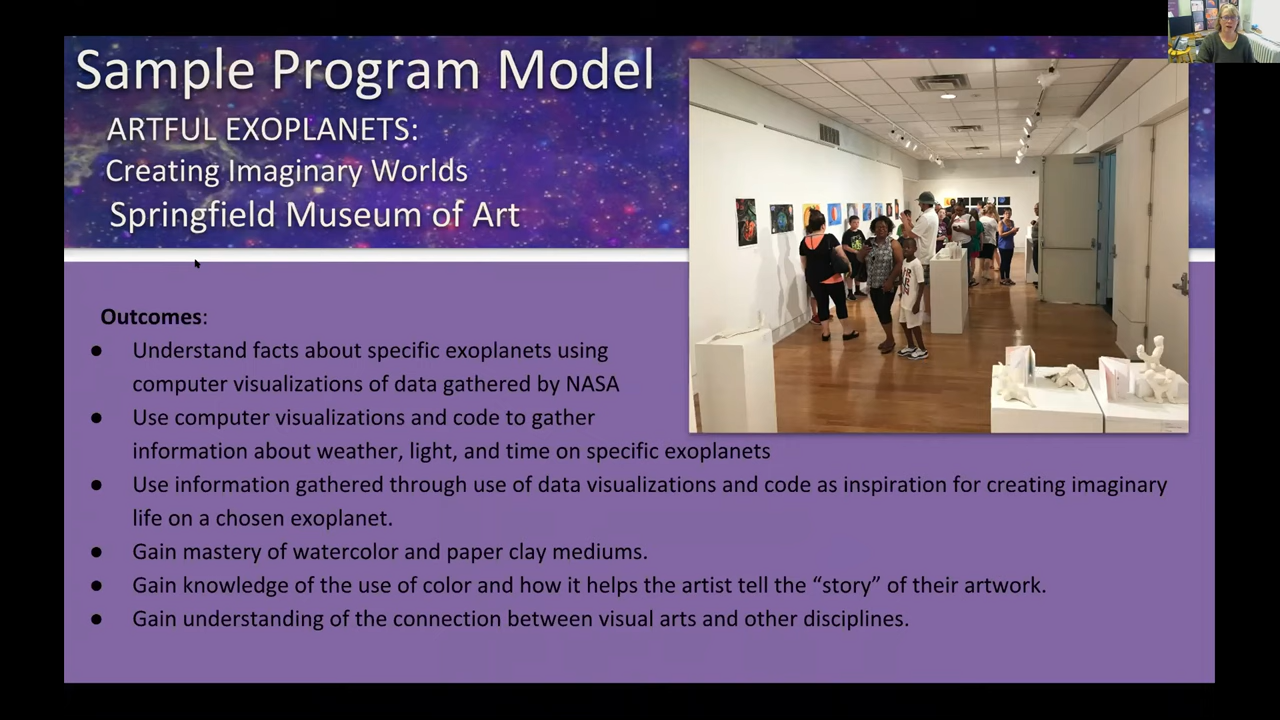 Sample Program Model
ARTFUL EXOPLANETS:
Creating Imaginary Worlds
Springfield Museum of Art
Outcomes:
● Understand facts about specific exoplanets using
computer visualizations of data gathered by NASA
● Use computer visualizations and code to gather
information about weather, light, and time on specific exoplanets
● Use information gathered through use of data visualizations and code as inspiration for creating imaginary
life on a chosen exoplanet.
● Gain mastery of watercolor and paper clay mediums.
● Gain knowledge of the use of color and how it helps the artist tell the “story” of their artwork.
● Gain understanding of the connection between visual arts and other disciplines.